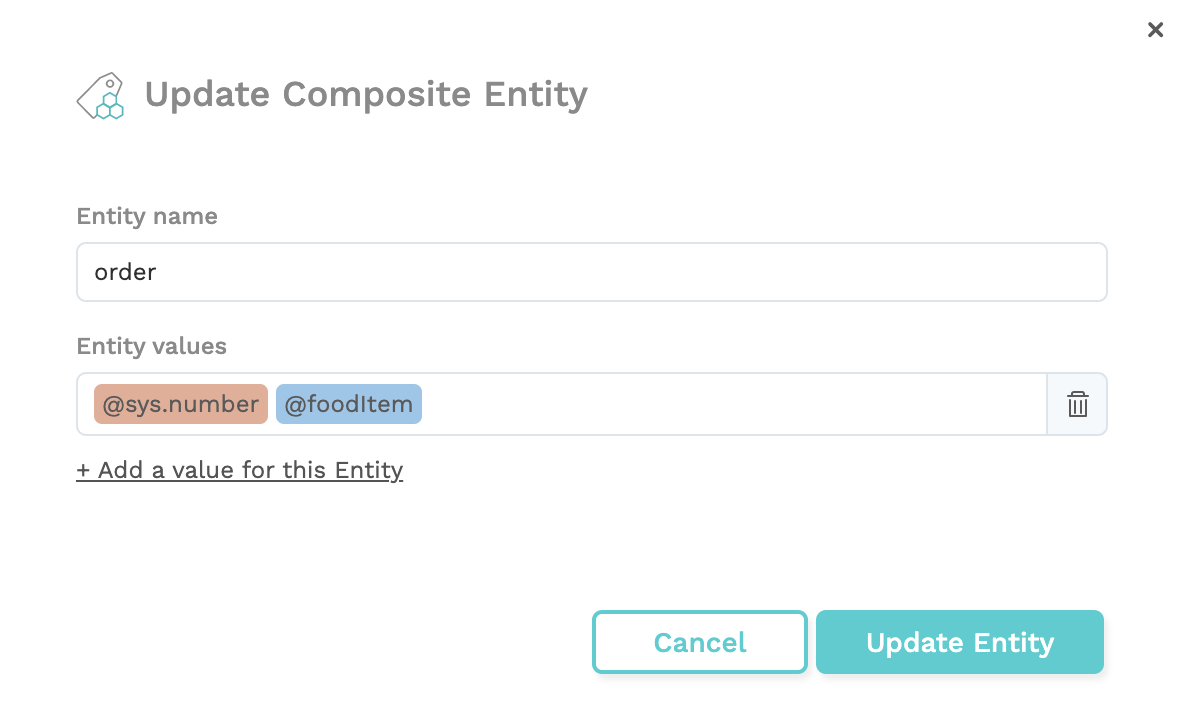 Update Composite Entity
Entity name
order
Entity values
@sys.number @foodItem
+ Add a value for this Entity
Cancel Update Entity